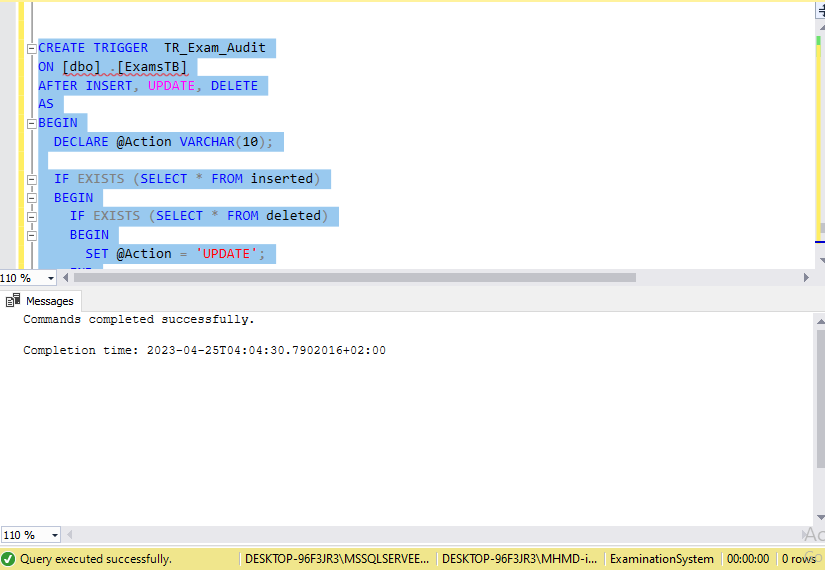 CREATE TRIGGER  TR_Exam_Audit
ON [dbo] .[ExamsTB]
AFTER INSERT, UPDATE, DELETE
AS
BEGIN
DECLARE @Action VARCHAR(10);
IF EXISTS (SELECT * FROM inserted)
BEGIN
IF EXISTS (SELECT * FROM deleted)
BEGIN
SET @Action = 'UPDATE';
110 %
Messages
Commands completed successfully.
Completion time: 2023-04-25T04:04:30.7902016+02:00
110 %
Query executed successfully. DESKTOP-96F3JR3\MSSQLSERVEE... DESKTOP-96F3JR3\MHMD-i... ExaminationSystem 00:00:00 0 rows